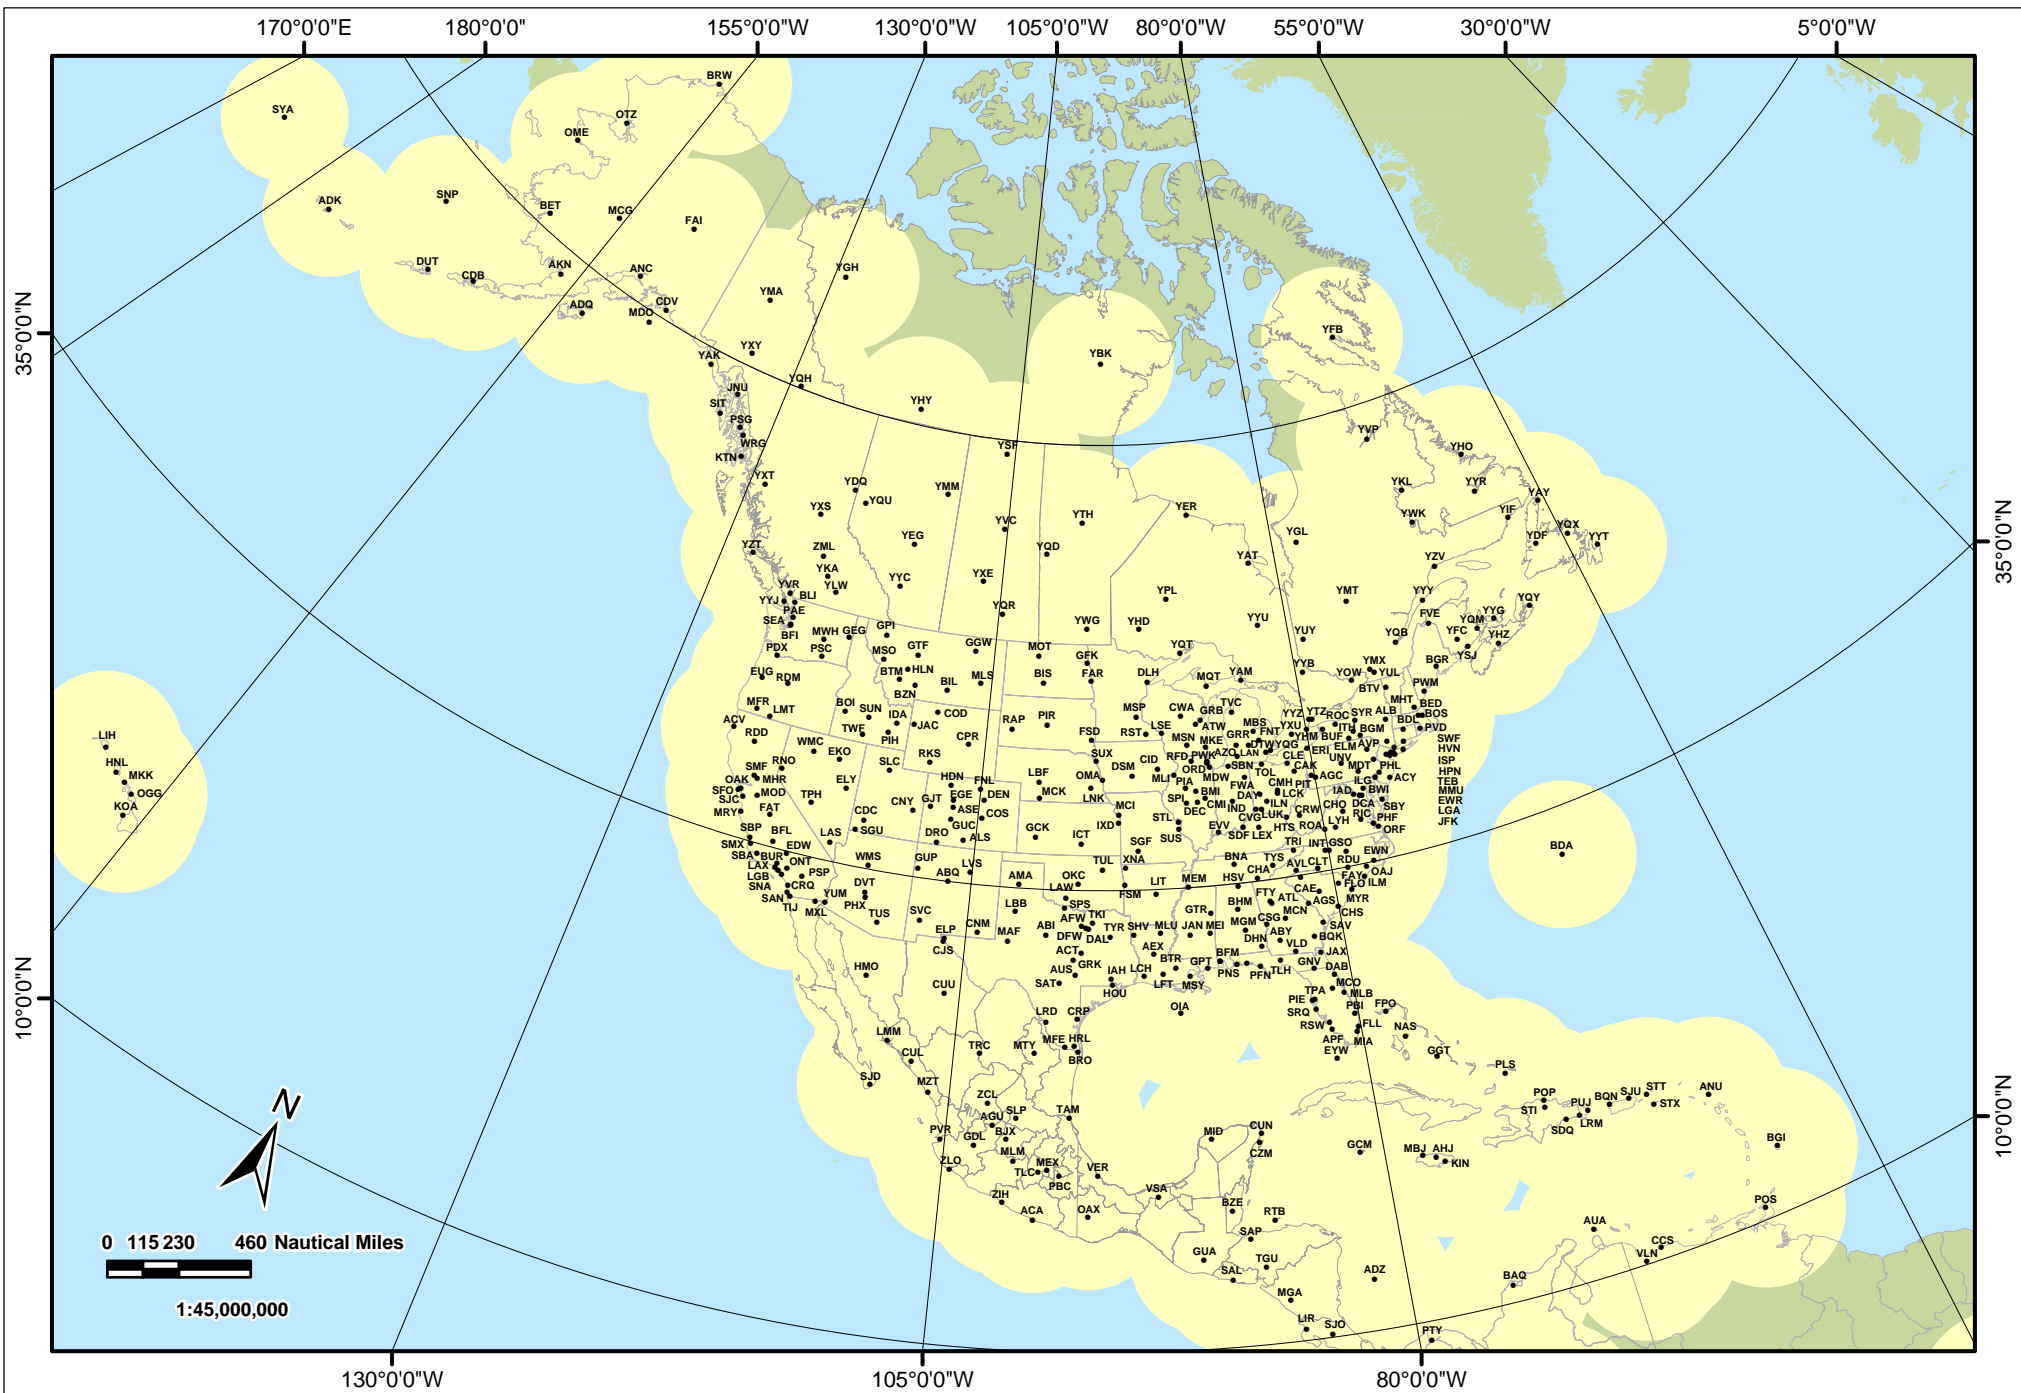 170°0'0"E 180°0'0" 155°0'0"W 130°0'0"W 105°0'0"W 80°0'0"W 55°0'0"W 30°0'0"W 5°0'0"W
BRW
SYA OTZ OME
ADK SNP BET MCG FAI
DUT CDB AKN ANC YGH
ADQ MDO CDV YMA
YFB
YBK
YAK YXY YQH
JNU SIT YHY
PSG WRG KTN YSF YVP YHO
YXT YDQ YQU YMM YER YKL YYR YAY
YXS YVC YTH YWK YIF YQX
YZT ZML YEG YQD YGL YAT YDF YYT
YKA YLW YYC YXE YZV
YVR YYJ BLI YPL YMT YYY YQY
PAE SEA BFI YQR YWG YHD YYU FVE YYG YQM
MWH GEG GPI YUY YQB YFC YHZ
PDX PSC MSO GTF GGW MOT GFK YQT YSJ
EUG RDM BTM HLN BIL MLS BIS FAR DLH MQT YAM YYB YOW YMX YUL BGR
BZN BTV PWM
MFR LMT BOI SUN IDA JAC COD RAP PIR MSP CWA GRB TVC YYZ YTZ ROC SYR ALB MHT BED BOS
ACV RDD TWF PIH CPR FSD RST LSE ATW MBS FNT YXU YHM BUF ITH BGM BDL PVD
WMC EKO RKS SUX MSN MKE GRR DTW YQG ERI ELM AVP SWF
RNO SLC DSM CID RFD PWK AZO LAN CLE UNV HVN
SMF OAK MHR ELY HDN FNL LBF OMA MLI ORD MDW SBN TOL CAK AGC MDT PHL ISP
SFO SJC MOD TPH CNY GJT EGE ASE DEN MCK LNK PIA BMI FWA CMH PIT ILG ACY HPN
MRY FAT CDC GUC COS MCI SPI DEC CMI IND DAY ILN LCK CRW IAD DCA BWI SBY TEB
SBP BFL LAS SGU DRO ALS GCK ICT IXD STL SUS EVV CVG LUK HTS CHO RIC PHF ORF MMU
SMX EDW SDF LEX ROA LYH EWR
SBA BUR ONT WMS GUP LVS SGF BNA TYS TRI INT GSO RDU EWN LGA
LAX LGB PSP ABQ AMA OKC TUL XNA MEM HSV CHA AVL CLT FAY OAJ JFK
SNA CRQ SAN TIJ YUM DVT PHX LAW FSM LIT FTY ATL CAE FLO ILM BDA
MXL TUS SVC CNM LBB SPS GTR BHM MCN AGS MYR CHS
ELP CJS MAF ABI AFW TKI DFW DAL TYR SHV MLU JAN MEI MGM CSG ABY SAV BQK
HMO ACT GRK AEX BTR GPT BFM DHN VLD JAX
CUU AUS SAT IAH HOU LCH LFT MSY PNS PFN TLH GNV DAB
LRD CRP OIA TPA PIE MCO MLB
LMM CUL TRC MTY MFE HRL BRO SRQ RSW PBI FLL FPO NAS
SJD MZT APF EYW MIA GGT PLS
ZCL SLP TAM POP STI PUJ BQN SJU STT STX ANU
AGU BJX SDQ LRM
PVR GDL MLM MEX MID CUN CZM GCM MBJ AHJ KIN BGI
ZLO TLC PBC VER VSA
ZIH ACA OAX BZE RTB POS
GUA SAP TGU AUA CCS VLN
SAL MGA ADZ BAQ
LIR SJO PTY
LIH
HNL
MKK
OGG
KOA
35°0'0"N
10°0'0"N
35°0'0"N
10°0'0"N
N
0 115 230 460 Nautical Miles
1:45,000,000
130°0'0"W 105°0'0"W 80°0'0"W